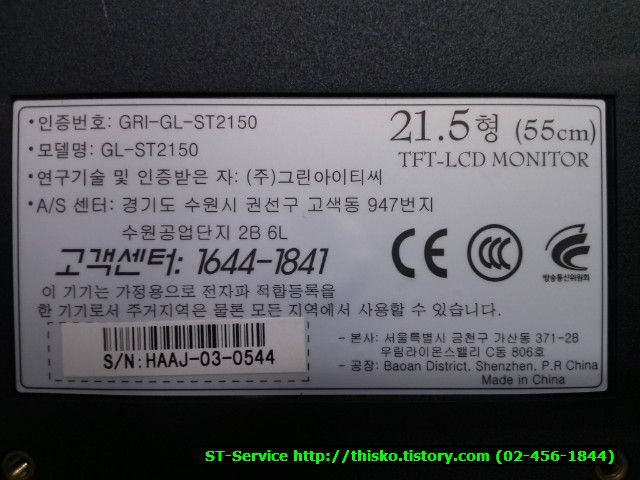 • 인증번호: GRI-GL-ST2150
• 모델명: GL-ST2150
• 연구기술 및 인증받은 자: (주)그린아이티씨
• A/S 센터: 경기도 수원시 권선구 고색동 947번지
수원공업단지 2B 6L
고객센터: 1644-1841
이 기기는 가정용으로 전자파 적합등록을
한 기기로서 주거지역은 물론 모든 지역에서 사용할 수 있습니다.
S/N: HAAJ-03-0544
21.5형 (55cm)
TFT-LCD MONITOR
CE CCC
방송통신위원회
- 본사: 서울특별시 금천구 가산동 371-28
우림라이온스밸리 C동 806호
- 공장: Baoan District, Shenzhen, P.R China
Made in China
ST-Service http://thisko.tistory.com (02-456-1844)